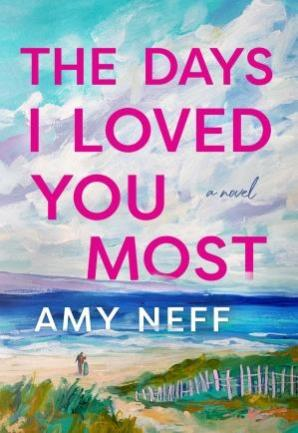 THE DAYS
I LOVED
YOU
a novel
MOST
AMY NEFF